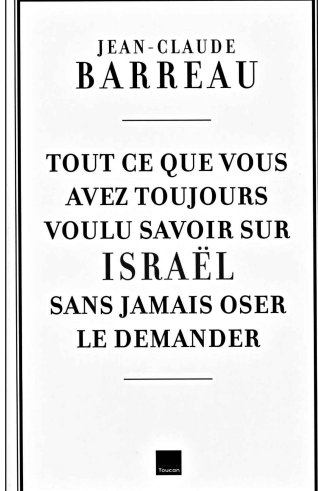 JEAN-CLAUDE
BARREAU
TOUT CE QUE VOUS
AVEZ TOUJOURS
VOULU SAVOIR SUR
ISRAËL
SANS JAMAIS OSER
LE DEMANDER
Toucan